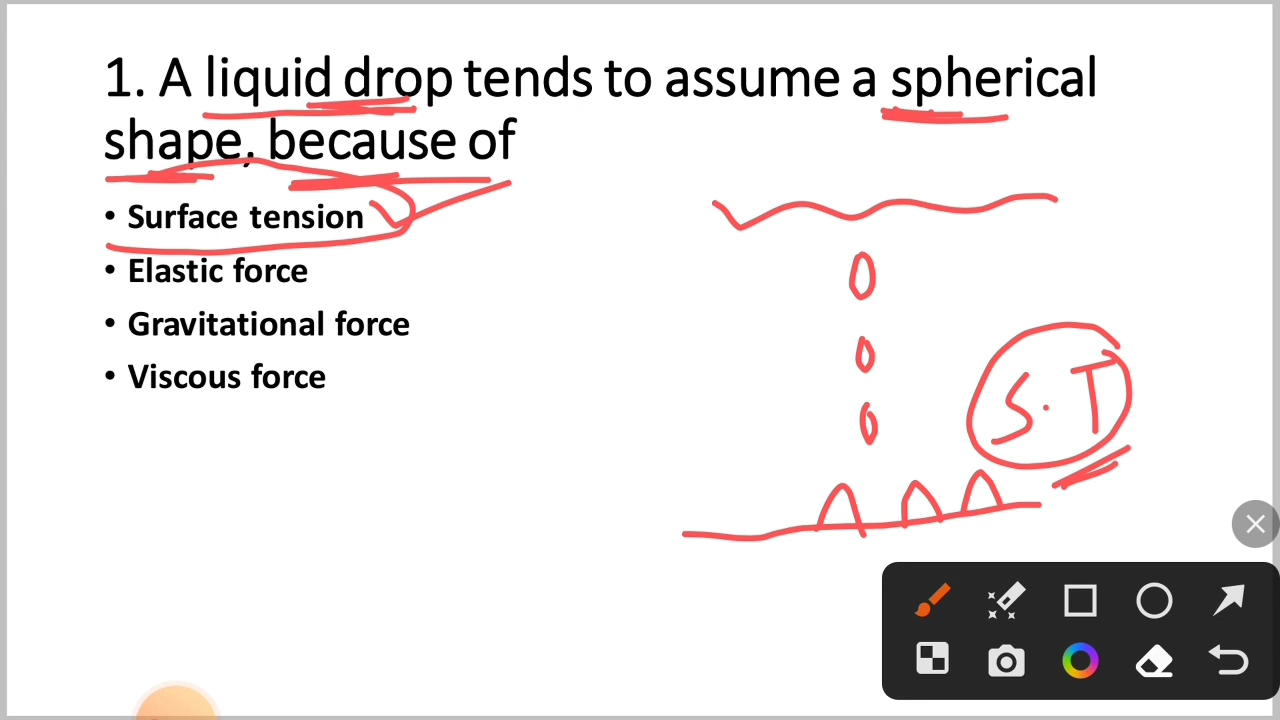 1. A liquid drop tends to assume a spherical
shape, because of
• Surface tension
• Elastic force
• Gravitational force
• Viscous force
S.T